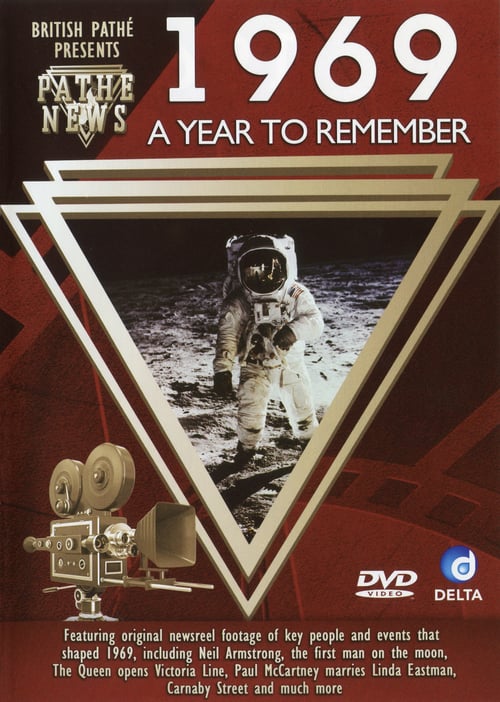 BRITISH PATHÉ
PRESENTS
PATHE
NEWS
1969
A YEAR TO REMEMBER
DVD
VIDEO
DELTA
Featuring original newsreel footage of key people and events that
shaped 1969, including Neil Armstrong, the first man on the moon,
The Queen opens Victoria Line, Paul McCartney marries Linda Eastman,
Carnaby Street and much more